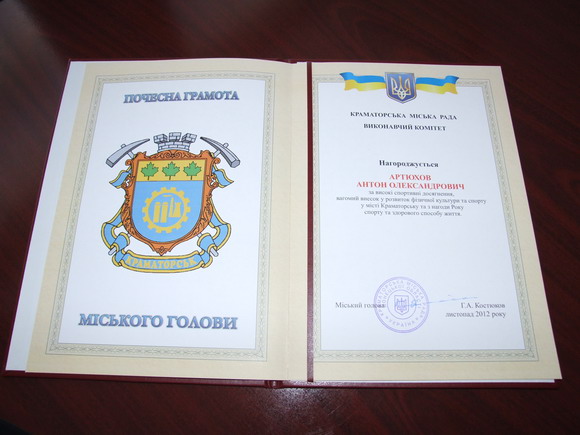 ПОЧЕСНА ГРАМОТА
КРАМАТОРСЬК
МІСЬКОГО ГОЛОВИ
КРАМАТОРСЬКА МІСЬКА РАДА
ВИКОНАВЧИЙ КОМІТЕТ
Нагороджується
АРТЮХОВ
АНТОН ОЛЕКСАНДРОВИЧ
за високі спортивні досягнення,
вагомий внесок у розвиток фізичної культури та спорту
у місті Краматорську та з нагоди Року
спорту та здорового способу життя.
Міський голова
Г.А. Костюков
листопад 2012 року